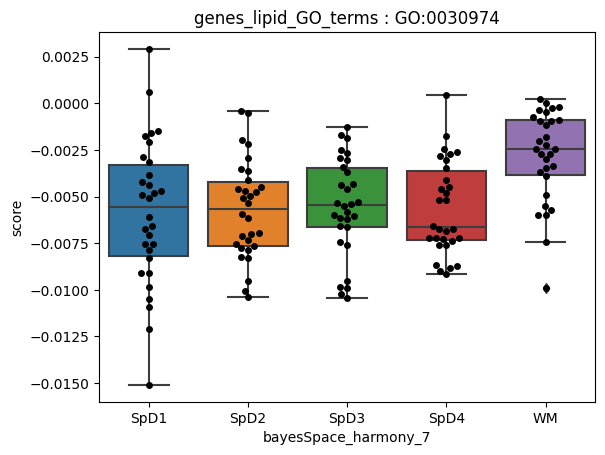 genes_lipid_GO_terms : GO:0030974
0.0025
0.0000
−0.0025
−0.0050
−0.0075
−0.0100
−0.0125
−0.0150
score
SpD1 SpD2 SpD3 SpD4 WM
bayesSpace_harmony_7